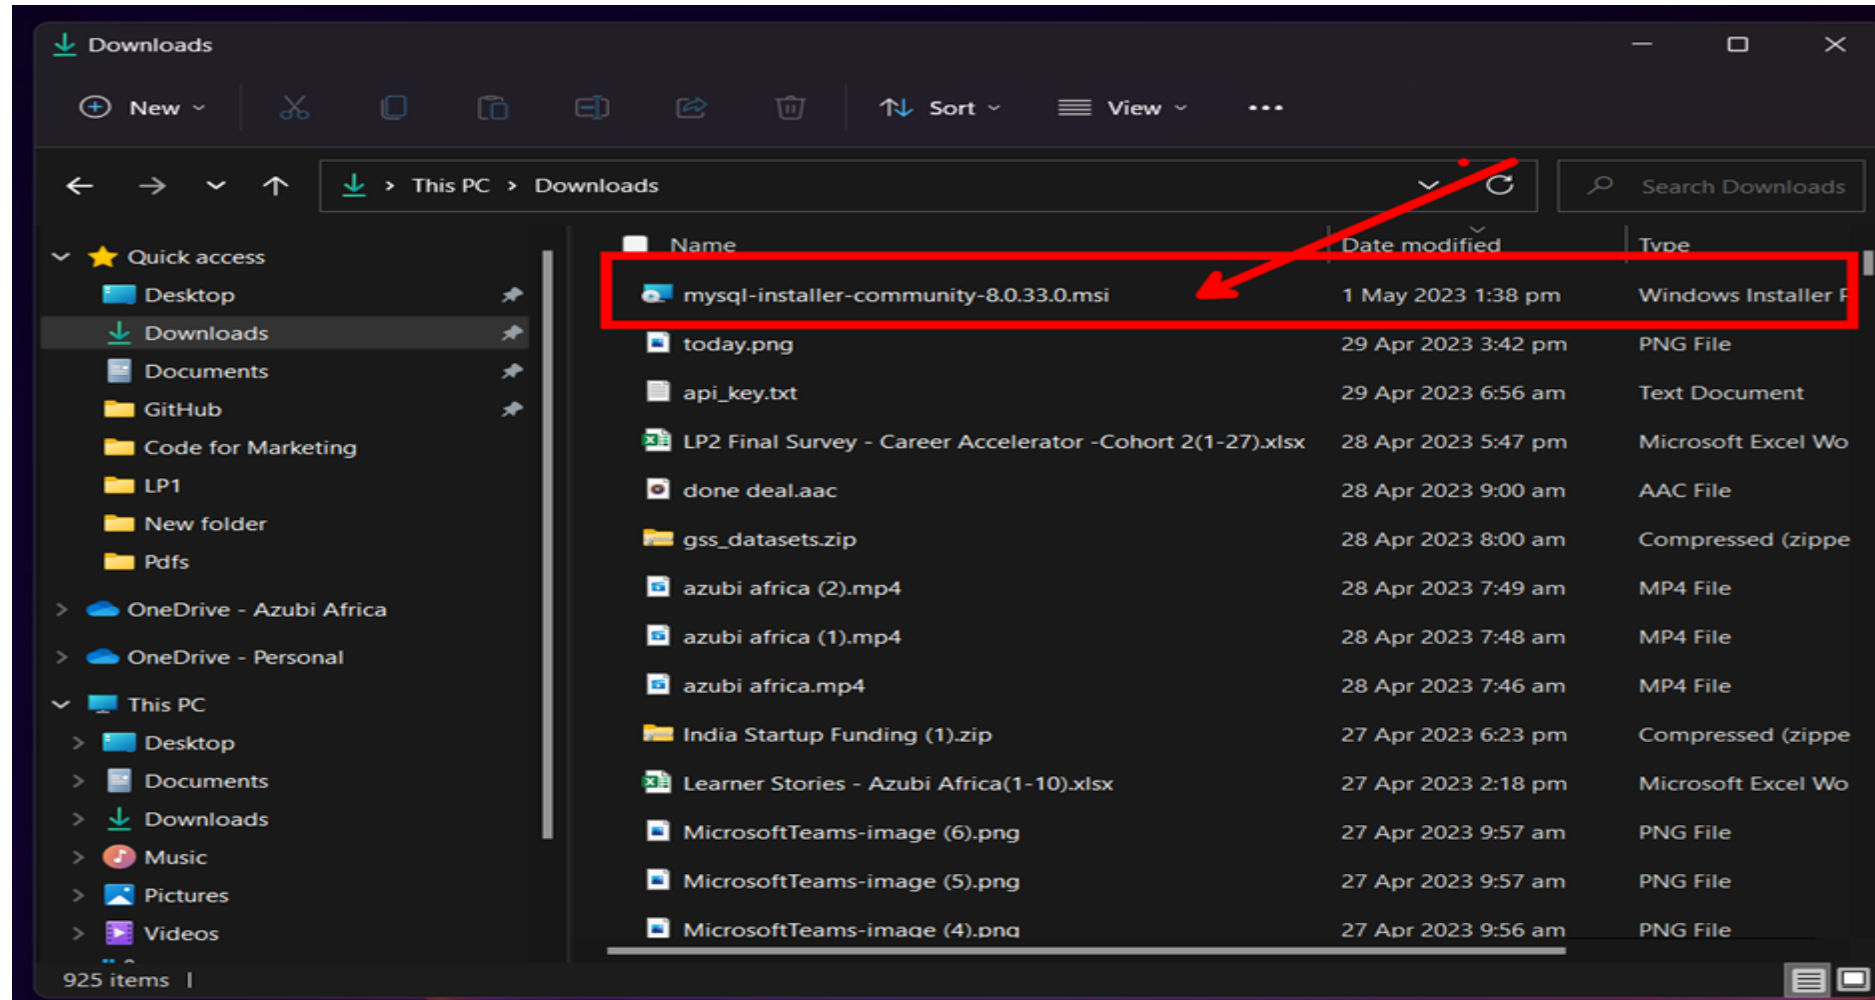 Downloads
New
Sort
View
This PC > Downloads
Search Downloads
Quick access
Desktop
Downloads
Documents
GitHub
Code for Marketing
LP1
New folder
Pdfs
OneDrive - Azubi Africa
OneDrive - Personal
This PC
Desktop
Documents
Downloads
Music
Pictures
Videos
Name Date modified Type
mysql-installer-community-8.0.33.0.msi 1 May 2023 1:38 pm Windows Installer
today.png 29 Apr 2023 3:42 pm PNG File
api_key.txt 29 Apr 2023 6:56 am Text Document
LP2 Final Survey - Career Accelerator -Cohort 2(1-27).xlsx 28 Apr 2023 5:47 pm Microsoft Excel Wo
done deal.aac 28 Apr 2023 9:00 am AAC File
gss_datasets.zip 28 Apr 2023 8:00 am Compressed (zippe
azubi africa (2).mp4 28 Apr 2023 7:49 am MP4 File
azubi africa (1).mp4 28 Apr 2023 7:48 am MP4 File
azubi africa.mp4 28 Apr 2023 7:46 am MP4 File
India Startup Funding (1).zip 27 Apr 2023 6:23 pm Compressed (zippe
Learner Stories - Azubi Africa(1-10).xlsx 27 Apr 2023 2:18 pm Microsoft Excel Wo
MicrosoftTeams-image (6).png 27 Apr 2023 9:57 am PNG File
MicrosoftTeams-image (5).png 27 Apr 2023 9:57 am PNG File
MicrosoftTeams-image (4).png 27 Apr 2023 9:56 am PNG File
925 items